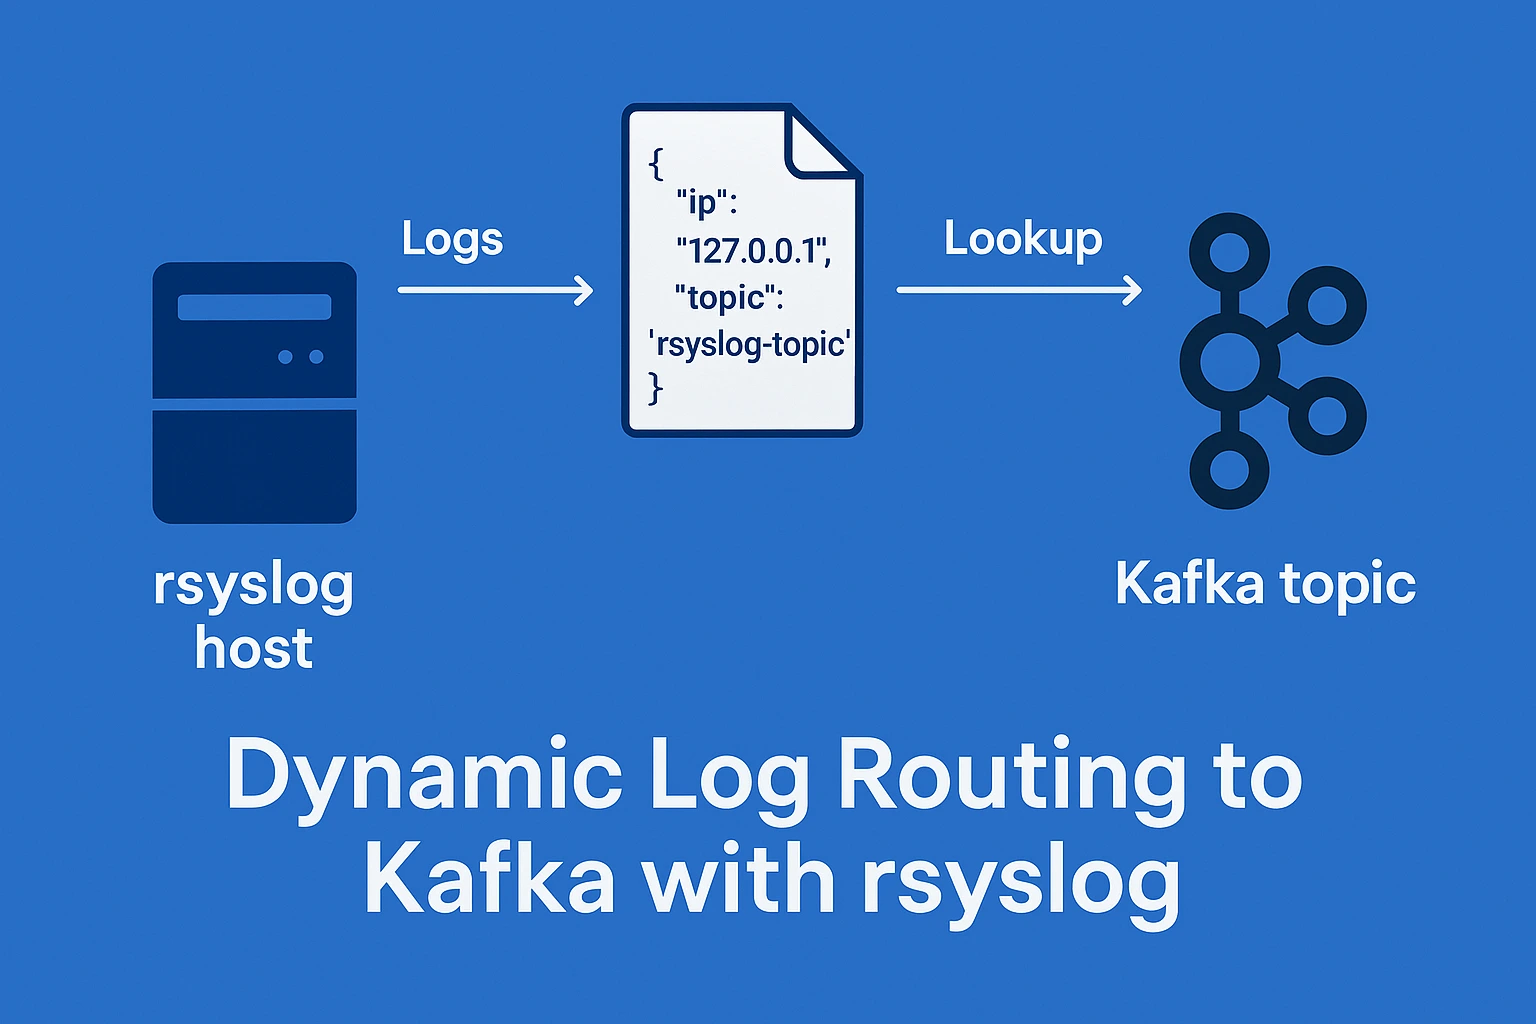 Logs
{
"ip":
"127.0.0.1",
"topic":
'rsyslog-topic'
}
Lookup
rsyslog
host
Kafka topic
Dynamic Log Routing to
Kafka with rsyslog